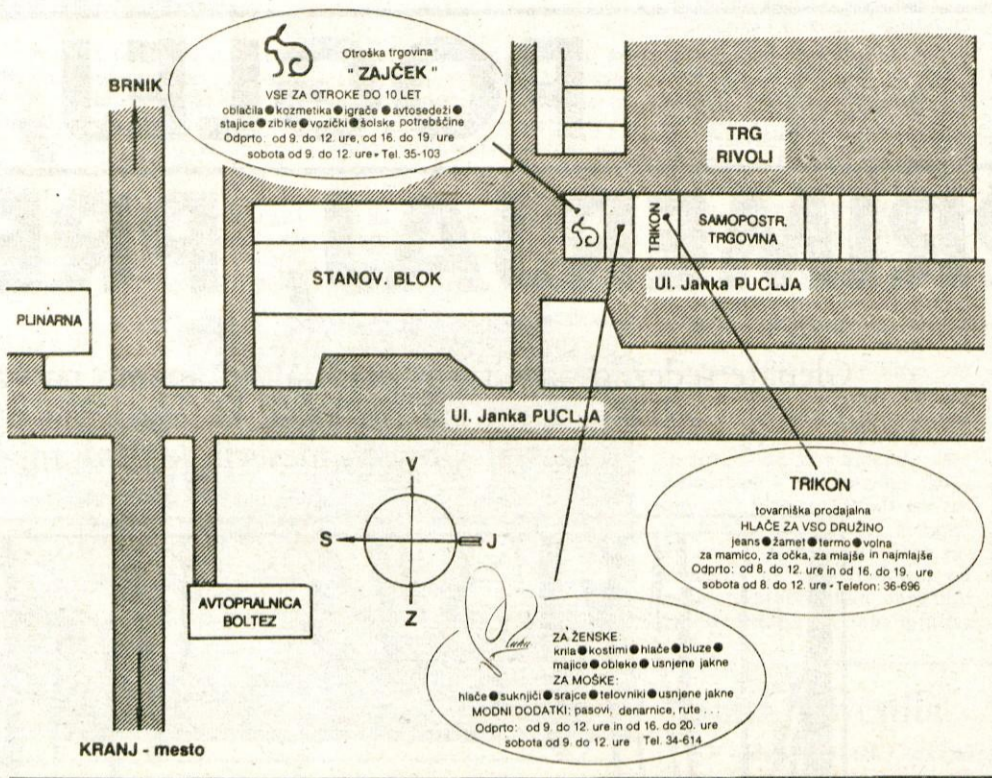 Otroška trgovina
" ZAJČEK "
VSE ZA OTROKE DO 10 LET
oblačila ● kozmetika ● igrače ● avtosedeži ●
stajice ● zibke ● vozički ● šolske potrebščine
Odprto: od 9. do 12. ure, od 16. do 19. ure
sobota od 9. do 12. ure - Tel. 35-103
BRNIK
TRG
RIVOLI
TRIKON
SAMOPOSTR.
TRGOVINA
STANOV. BLOK
Ul. Janka PUCLJA
PLINARNA
Ul. Janka PUCLJA
V
S
J
Z
TRIKON
tovarniška prodajalna
HLAČE ZA VSO DRUŽINO
jeans ● žamet ● termo ● volna
za mamico, za očka, za mlajše in najmlajše
Odprto: od 8. do 12. ure in od 16. do 19. ure
sobota od 8. do 12. ure - Telefon: 36-696
AVTOPRALNICA
BOLTEZ
ZA ŽENSKE:
krila ● kostimi ● hlače ● bluze ●
majice ● obleke ● usnjene jakne
ZA MOŠKE:
hlače ● suknjiči ● srajce ● telovniki ● usnjene jakne
MODNI DODATKI: pasovi, denarnice, rute ...
Odprto: od 9. do 12. ure in od 16. do 20. ure
sobota od 9. do 12. ure Tel. 34-614
KRANJ - mesto